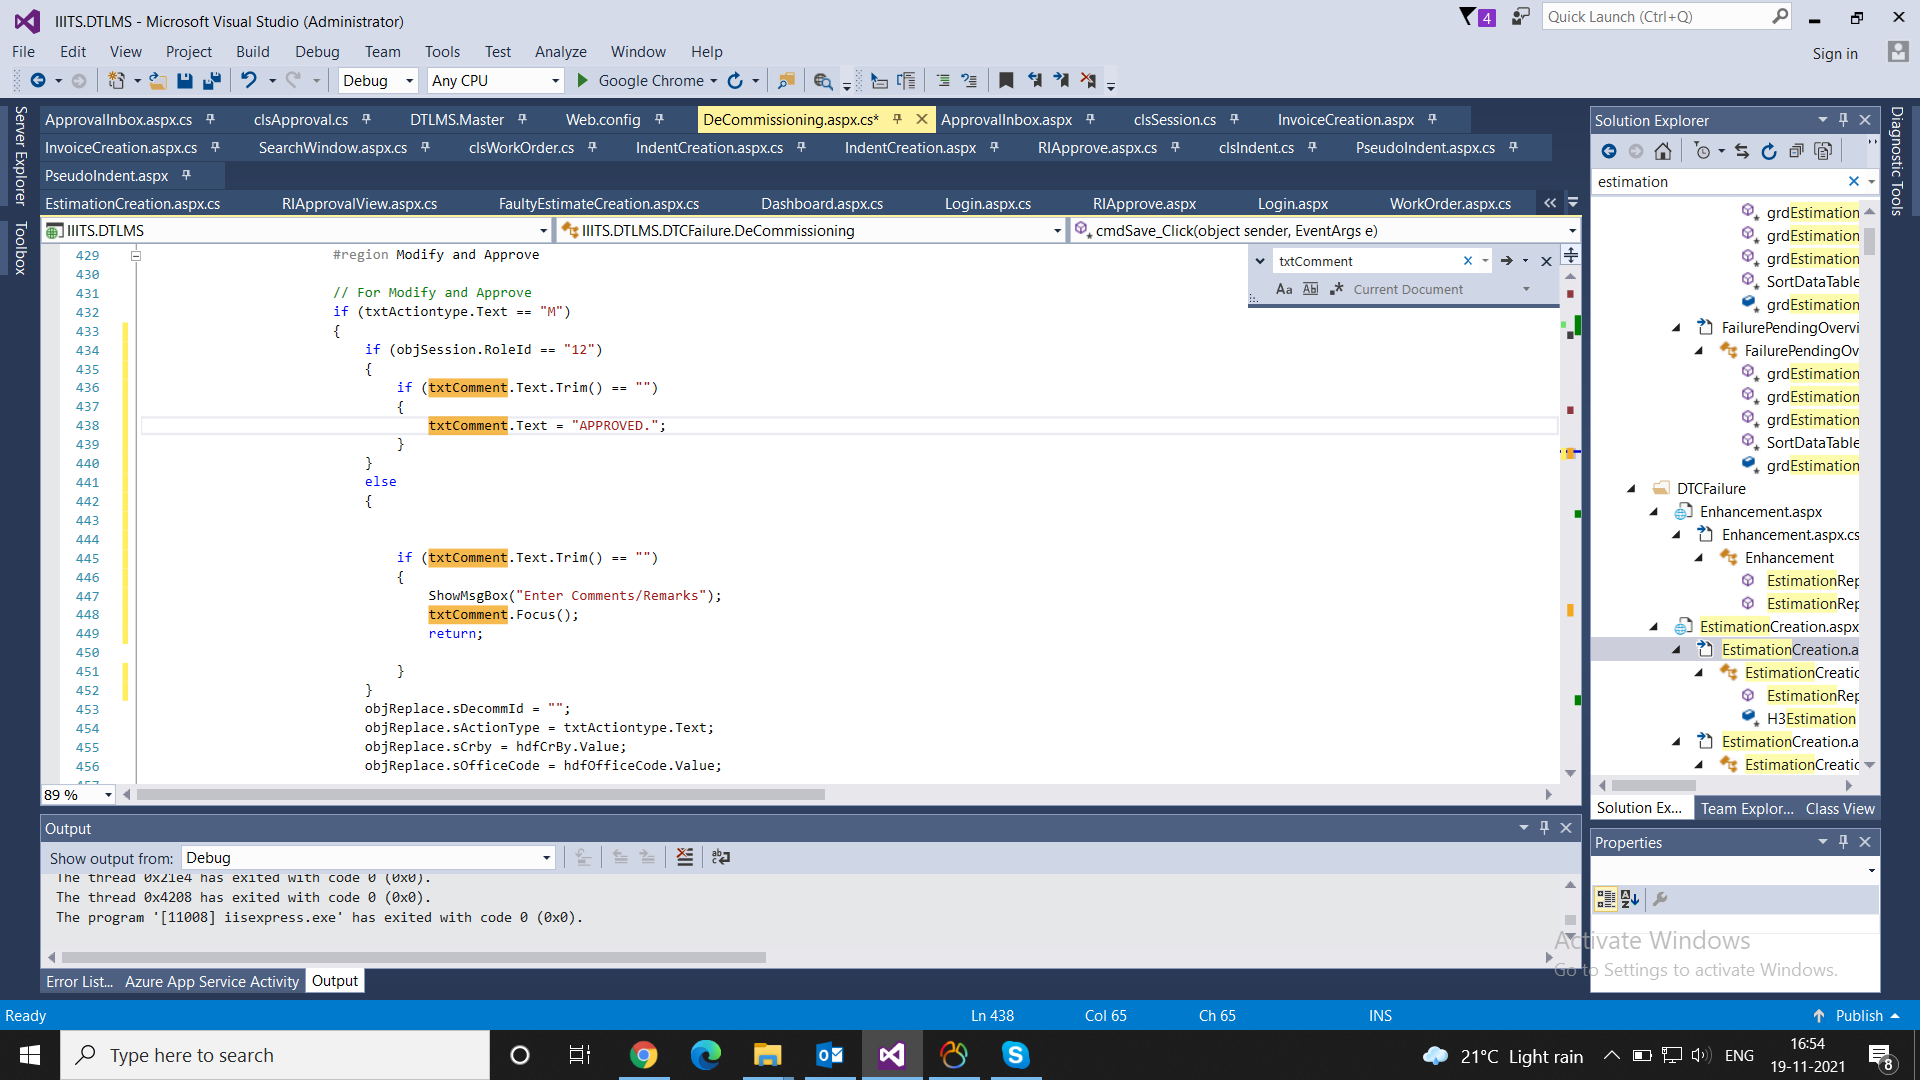 IIITS.DTLMS - Microsoft Visual Studio (Administrator)
4
Quick Launch (Ctrl+Q)
File Edit View Project Build Debug Team Tools Test Analyze Window Help
Sign in
Debug
Any CPU
Google Chrome
Server Explorer
Toolbox
ApprovalInbox.aspx.cs clsApproval.cs DTLMS.Master Web.config DeCommissioning.aspx.cs* ApprovalInbox.aspx clsSession.cs InvoiceCreation.aspx
InvoiceCreation.aspx.cs SearchWindow.aspx.cs clsWorkOrder.cs IndentCreation.aspx.cs IndentCreation.aspx RIApprove.aspx.cs clsIndent.cs PseudoIndent.aspx.cs
PseudoIndent.aspx
EstimationCreation.aspx.cs RIApprovalView.aspx.cs FaultyEstimateCreation.aspx.cs Dashboard.aspx.cs Login.aspx.cs RIApprove.aspx Login.aspx WorkOrder.aspx.cs
IIITS.DTLMS
IIITS.DTLMS.DTCFailure.DeCommissioning
cmdSave_Click(object sender, EventArgs e)
txtComment
Aa Ab Current Document
429 #region Modify and Approve
430
431 // For Modify and Approve
432 if (txtActiontype.Text == "M")
433 {
434 if (objSession.RoleId == "12")
435 {
436 if (txtComment.Text.Trim() == "")
437 {
438 txtComment.Text = "APPROVED.";
439 }
440 }
441 else
442 {
443
444
445 if (txtComment.Text.Trim() == "")
446 {
447 ShowMsgBox("Enter Comments/Remarks");
448 txtComment.Focus();
449 return;
450
451 }
452 }
453 objReplace.sDecommId = "";
454 objReplace.sActionType = txtActiontype.Text;
455 objReplace.sCrby = hdfCrBy.Value;
456 objReplace.sOfficeCode = hdfOfficeCode.Value;
89 %
Output
Show output from: Debug
The thread 0x21e4 has exited with code 0 (0x0).
The thread 0x4208 has exited with code 0 (0x0).
The program '[11008] iisexpress.exe' has exited with code 0 (0x0).
Error List... Azure App Service Activity Output
Solution Explorer
estimation
grdEstimation
grdEstimation
grdEstimation
SortDataTable
grdEstimation
FailurePendingOvervi
FailurePendingOv
grdEstimation
grdEstimation
grdEstimation
SortDataTable
grdEstimation
DTCFailure
Enhancement.aspx
Enhancement.aspx.cs
Enhancement
EstimationRep
EstimationRep
EstimationCreation.aspx
EstimationCreation.a
EstimationCreatic
EstimationRep
H3Estimation
EstimationCreation.a
EstimationCreatic
Solution Ex... Team Explor... Class View
Properties
Diagnostic Tools
Activate Windows
Go to Settings to activate Windows.
Ready
Ln 438 Col 65 Ch 65 INS
Publish
Type here to search
21°C Light rain
ENG
16:54
19-11-2021
8